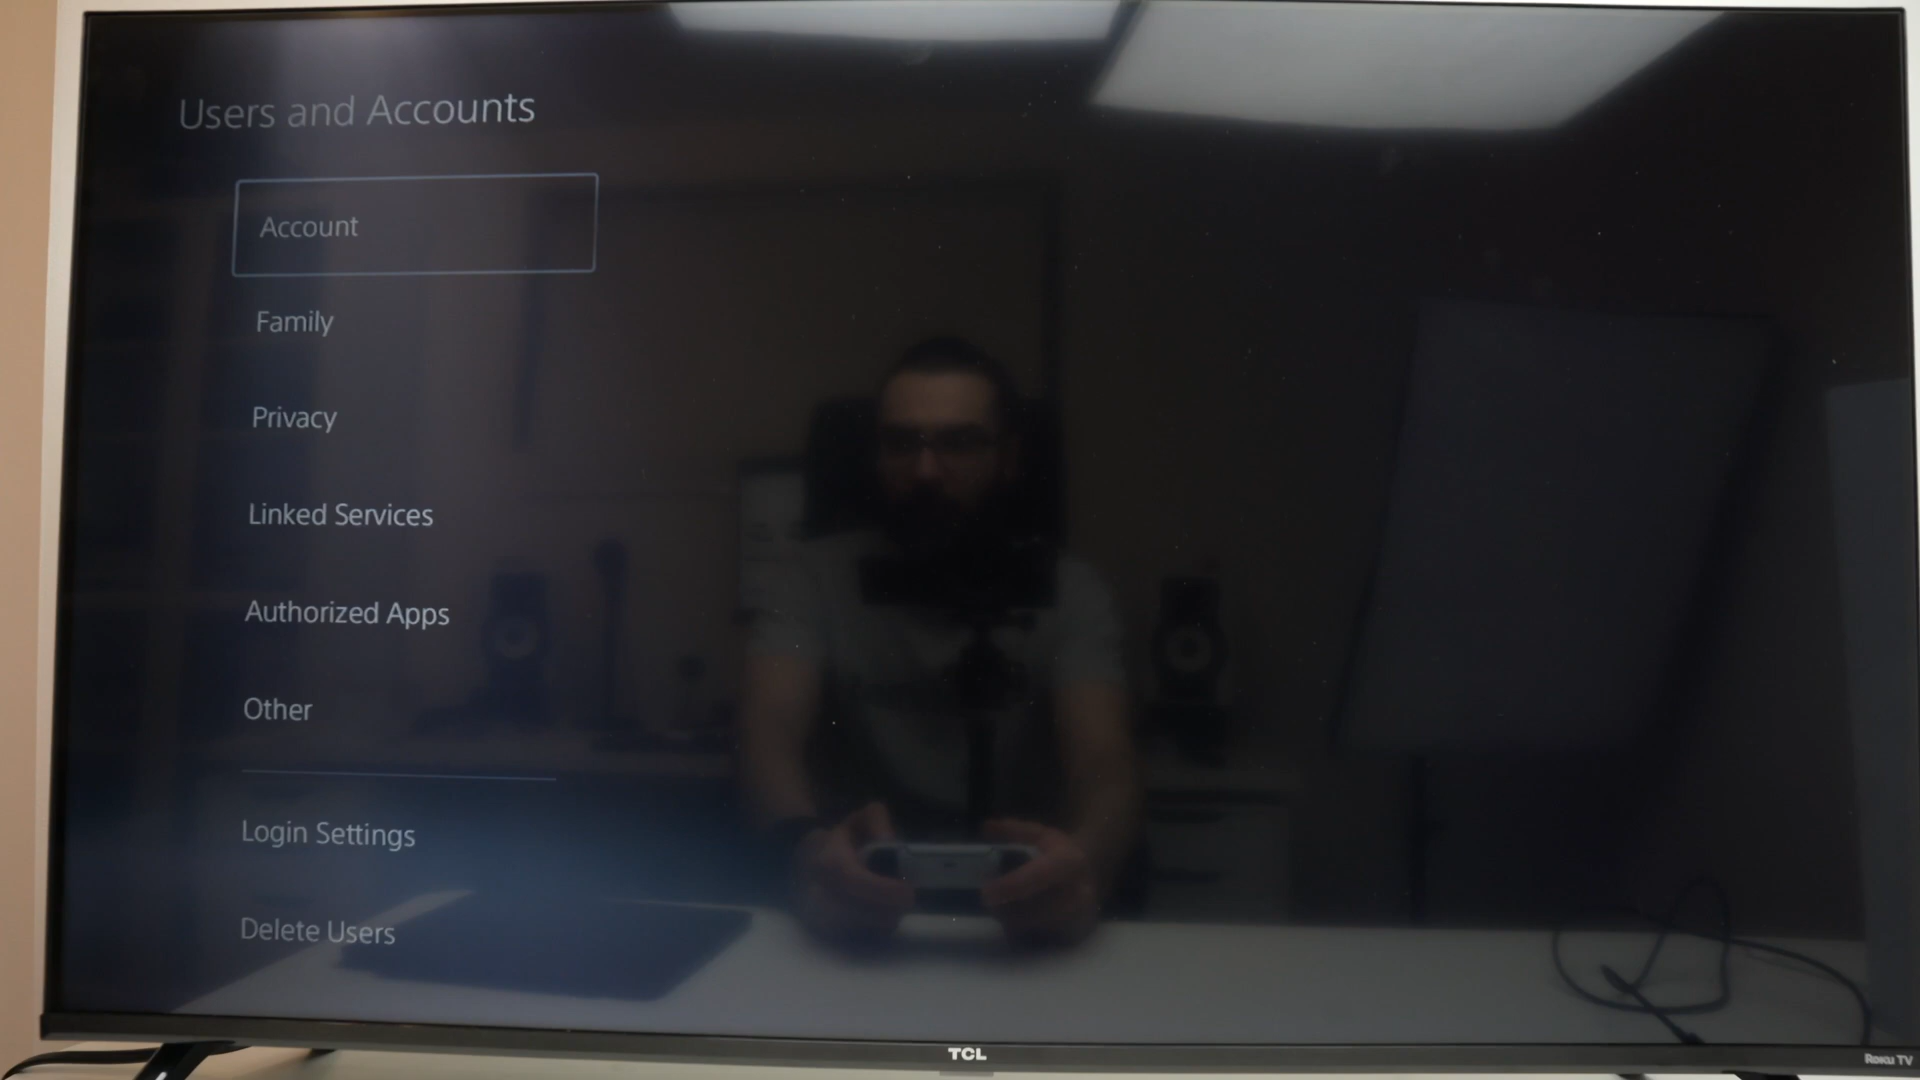 Users and Accounts
Account
Family
Privacy
Linked Services
Authorized Apps
Other
Login Settings
Delete Users
TCL
Roku TV